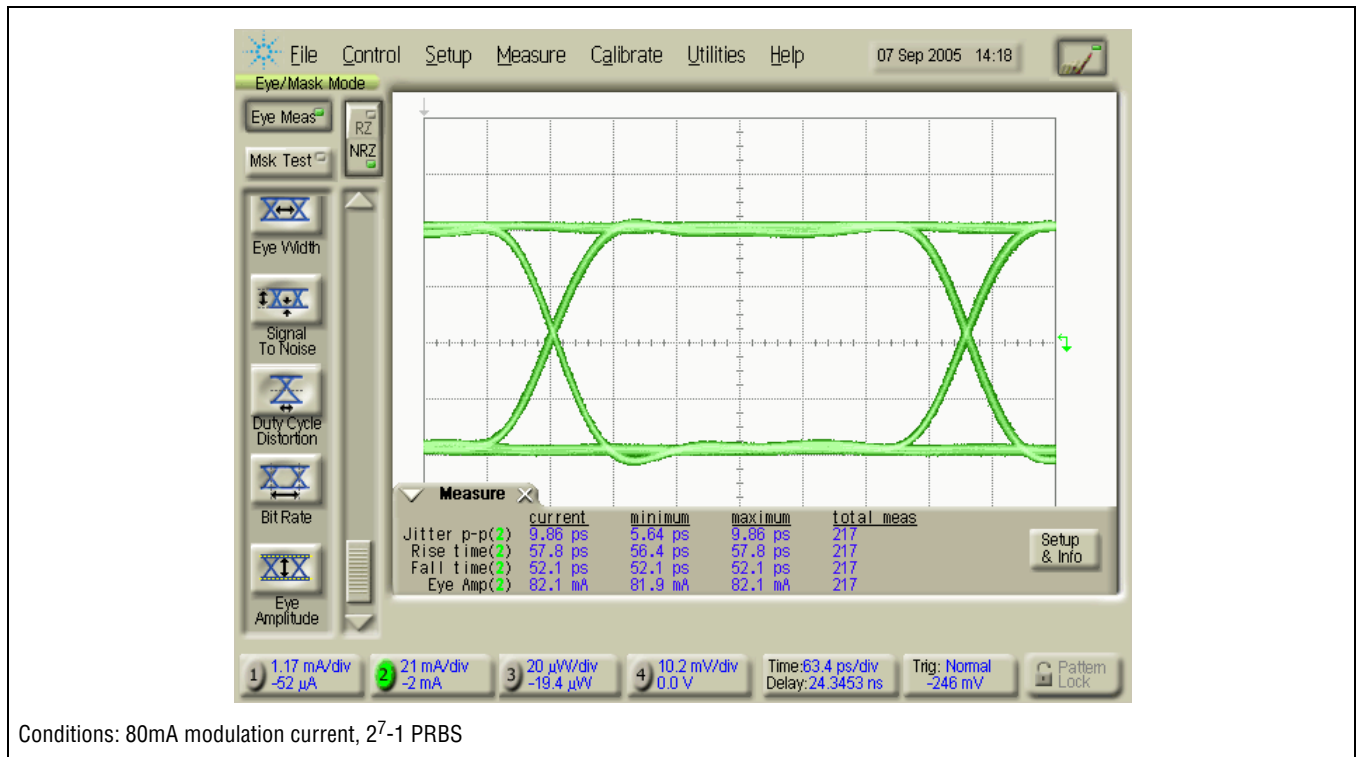 File Control Setup Measure Calibrate Utilities Help 07 Sep 2005 14:18
Eye/Mask Mode
Eye Meas
RZ
NRZ
Msk Test
Eye Width
Signal
To Noise
Duty Cycle
Distortion
Bit Rate
Eye
Amplitude
Measure
current minimum maximum total meas
Jitter p-p(2) 9.86 ps 5.64 ps 9.86 ps 217
Rise time(2) 57.8 ps 56.4 ps 57.8 ps 217
Fall time(2) 52.1 ps 52.1 ps 52.1 ps 217
Eye Amp(2) 82.1 mA 81.9 mA 82.1 mA 217
Setup
& Info
1) 1.17 mA/div
-52 µA
2) 21 mA/div
-2 mA
3) 20 µW/div
-19.4 µW
4) 10.2 mV/div
0.0 V
Time:63.4 ps/div
Delay:24.3453 ns
Trig: Normal
-246 mV
Pattern
Lock
Conditions: 80mA modulation current, 2⁷-1 PRBS